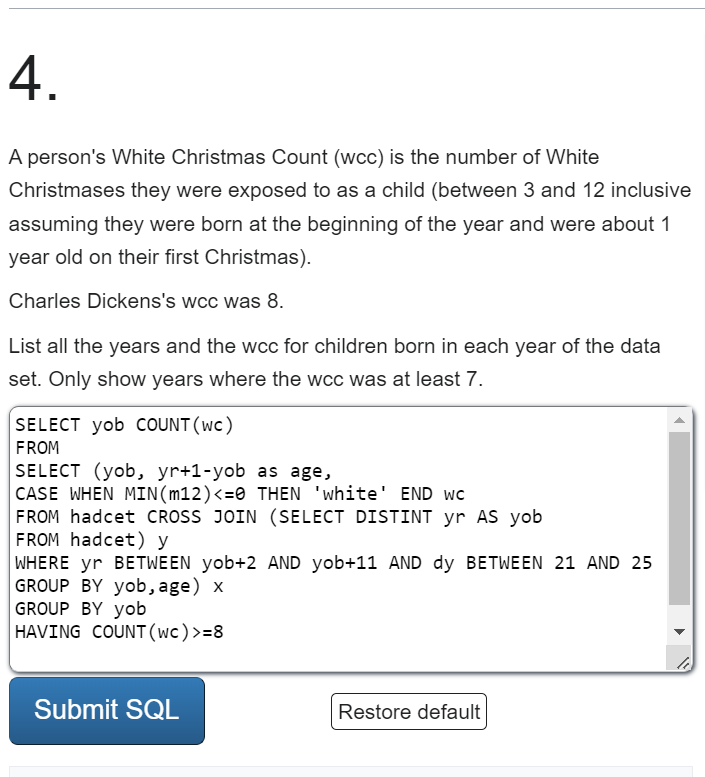 4.
A person's White Christmas Count (wcc) is the number of White
Christmases they were exposed to as a child (between 3 and 12 inclusive
assuming they were born at the beginning of the year and were about 1
year old on their first Christmas).
Charles Dickens's wcc was 8.
List all the years and the wcc for children born in each year of the data
set. Only show years where the wcc was at least 7.
SELECT yob COUNT(wc)
FROM
SELECT (yob, yr+1-yob as age,
CASE WHEN MIN(m12)<=0 THEN 'white' END wc
FROM hadcet CROSS JOIN (SELECT DISTINT yr AS yob
FROM hadcet) y
WHERE yr BETWEEN yob+2 AND yob+11 AND dy BETWEEN 21 AND 25
GROUP BY yob,age) x
GROUP BY yob
HAVING COUNT(wc)>=8
Submit SQL
Restore default